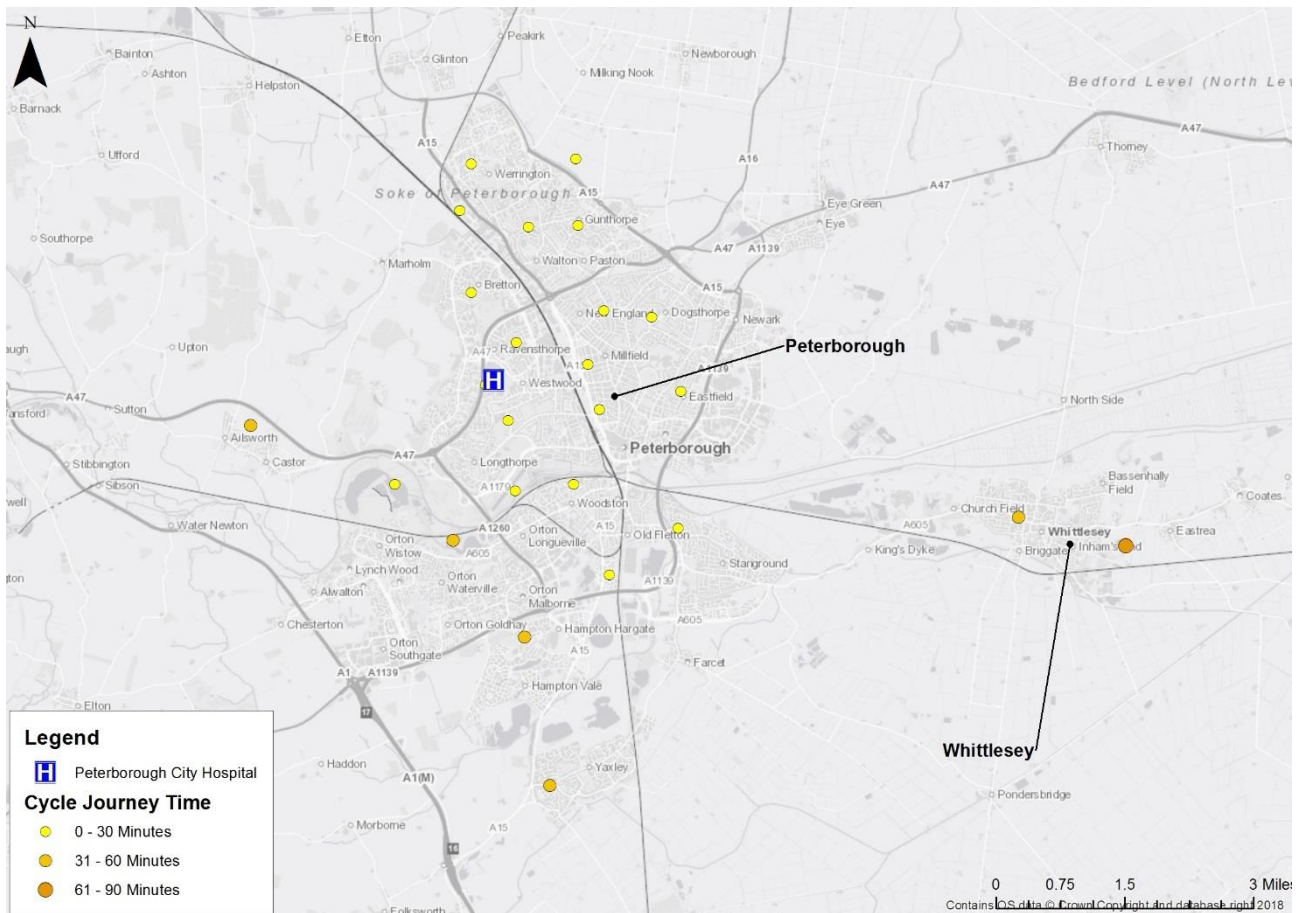 N
Bainton
Ashton
Barnack
Helpston
Etton
Glinton
Peakirk
Milking Nook
Newborough
Bedford Level (North Lev
A47
Thorney
Ufford
A15
A16
Werrington
Soke of Peterborough
A15
A47
Eye Green
Eye
Southorpe
Gunthorpe
Marholm
Walton
Paston
A47
A1139
Bretton
A15
New England
Dogsthorpe
Newark
Upton
A47
Ravensthorpe
Millfield
Peterborough
A1139
H
Westwood
Eastfield
North Side
A47
Sutton
ansford
Ailsworth
Castor
Peterborough
Stibbington
Sibson
A47
Longthorpe
A1179
Bassenhally
Field
Coates
Water Newton
Woodston
Church Field
A1260
A15
A605
Whittlesey
Eastrea
Orton
Wistow
A605
Orton
Longueville
Old Fletton
King's Dyke
Briggate
Lynch Wood
Orton
Waterville
Stanground
Alwalton
A1139
Orton
Malborne
Chesterton
Orton Goldhay
Hampton Hargate
A605
Orton
Southgate
A15
Farcet
A1
A1139
Hampton Vale
Elton
17
Whittlesey
Haddon
A1(M)
Yaxley
Pondersbridge
Morborne
A15
16
Folksworth
Legend
H Peterborough City Hospital
Cycle Journey Time
0 - 30 Minutes
31 - 60 Minutes
61 - 90 Minutes
0 0.75 1.5 3 Miles
Contains OS data © Crown Copyright and database right 2018